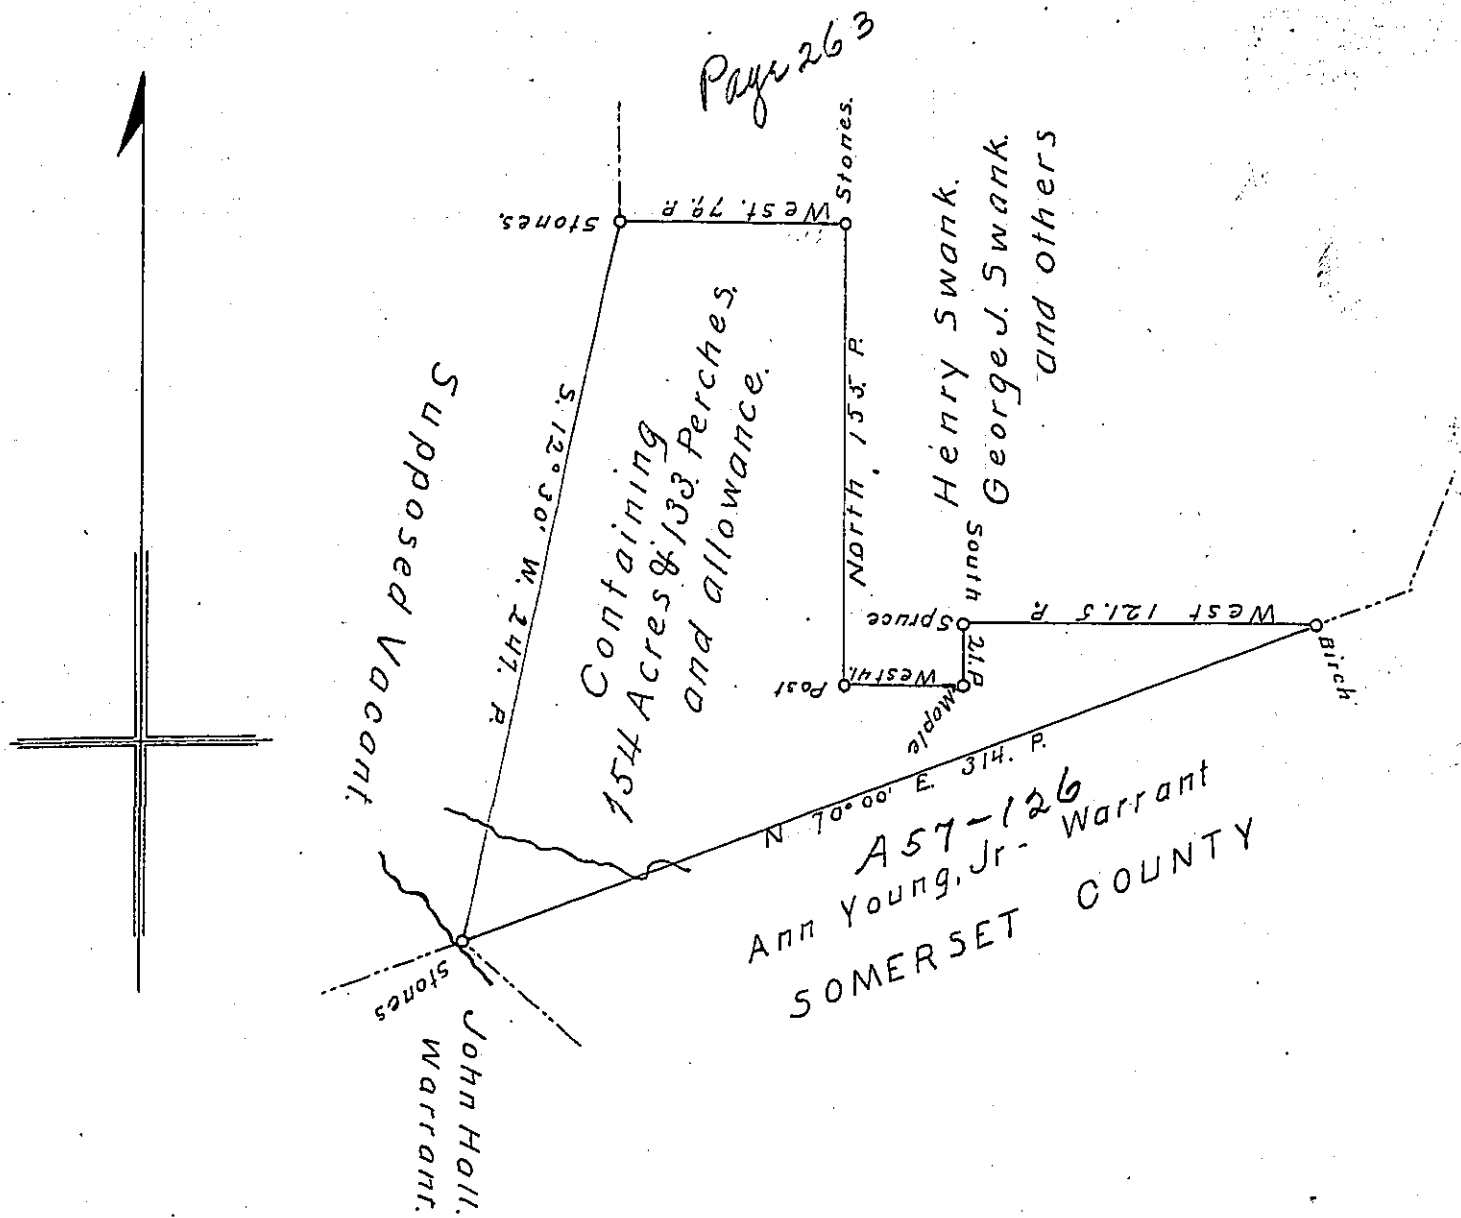 Page 263
Stones.
West. 79. P.
Stones.
Henry Swank.
George J. Swank.
and others
Supposed Vacant.
S. 12° 30' W. 247. P.
Containing
154 Acres & 133. Perches.
and allowance.
North. 155. P.
South
21. P
Spruce
West 121.5 P.
Birch
Post
West 41.
Maple
N 70° 00' E. 314. P.
A57-126
Ann Young, Jr - Warrant
SOMERSET COUNTY
Stones
John Hall.
Warrant.